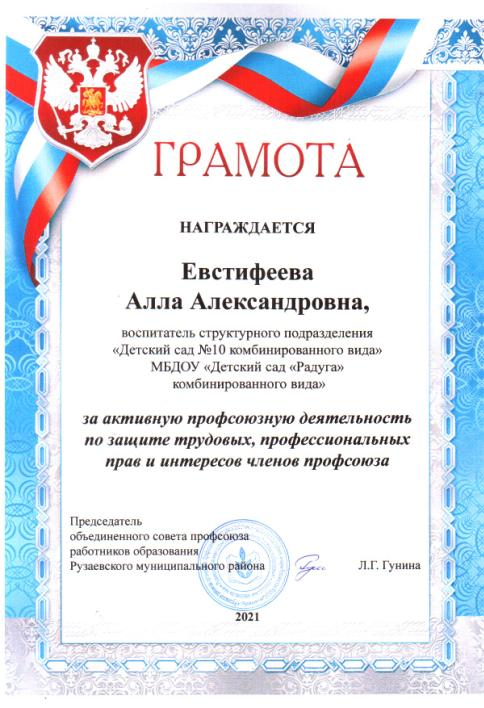 ГРАМОТА
НАГРАЖДАЕТСЯ
Евстифеева
Алла Александровна,
воспитатель структурного подразделения
«Детский сад №10 комбинированного вида»
МБДОУ «Детский сад «Радуга»
комбинированного вида»
за активную профсоюзную деятельность
по защите трудовых, профессиональных
прав и интересов членов профсоюза
Председатель
объединенного совета профсоюза
работников образования
Рузаевского муниципального района Л.Г. Гунина
2021